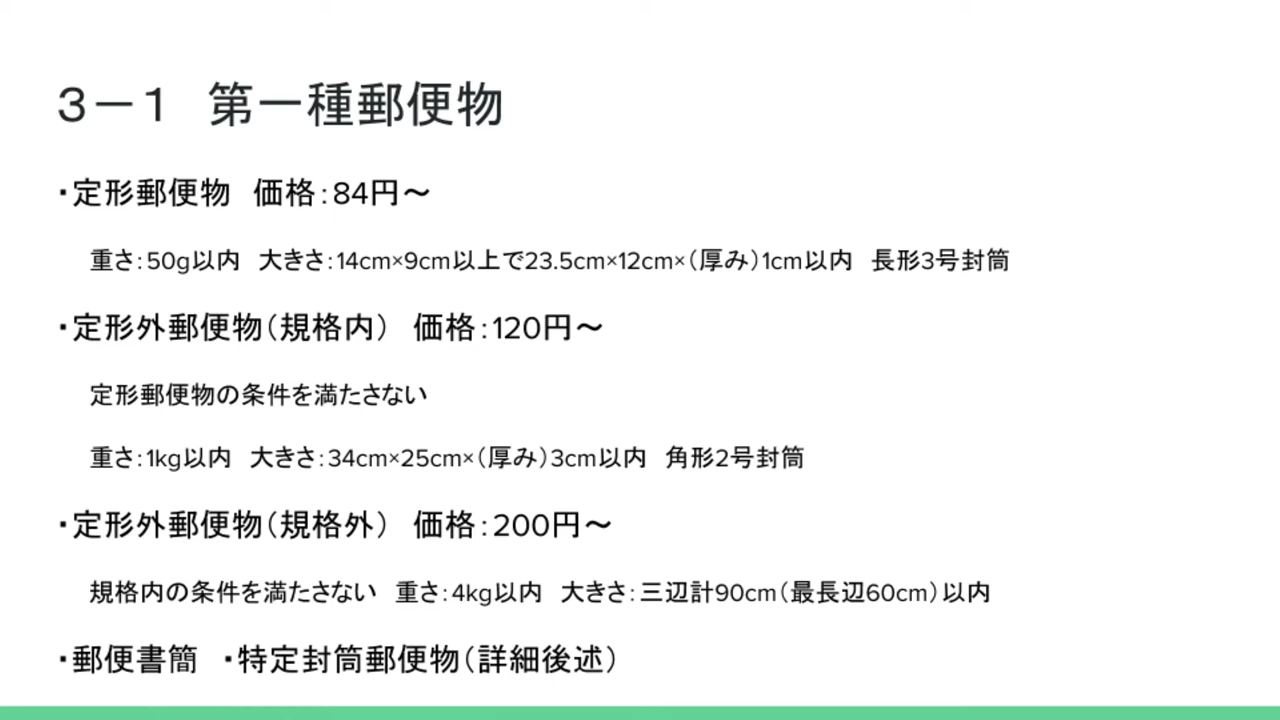 ３－１　第一種郵便物
・定形郵便物　価格：84円～
重さ：50g以内　大きさ：14cm×9cm以上で23.5cm×12cm×（厚み）1cm以内　長形3号封筒
・定形外郵便物（規格内）　価格：120円～
定形郵便物の条件を満たさない
重さ：1kg以内　大きさ：34cm×25cm×（厚み）3cm以内　角形2号封筒
・定形外郵便物（規格外）　価格：200円～
規格内の条件を満たさない　重さ：4kg以内　大きさ：三辺計90cm（最長辺60cm）以内
・郵便書簡　・特定封筒郵便物（詳細後述）